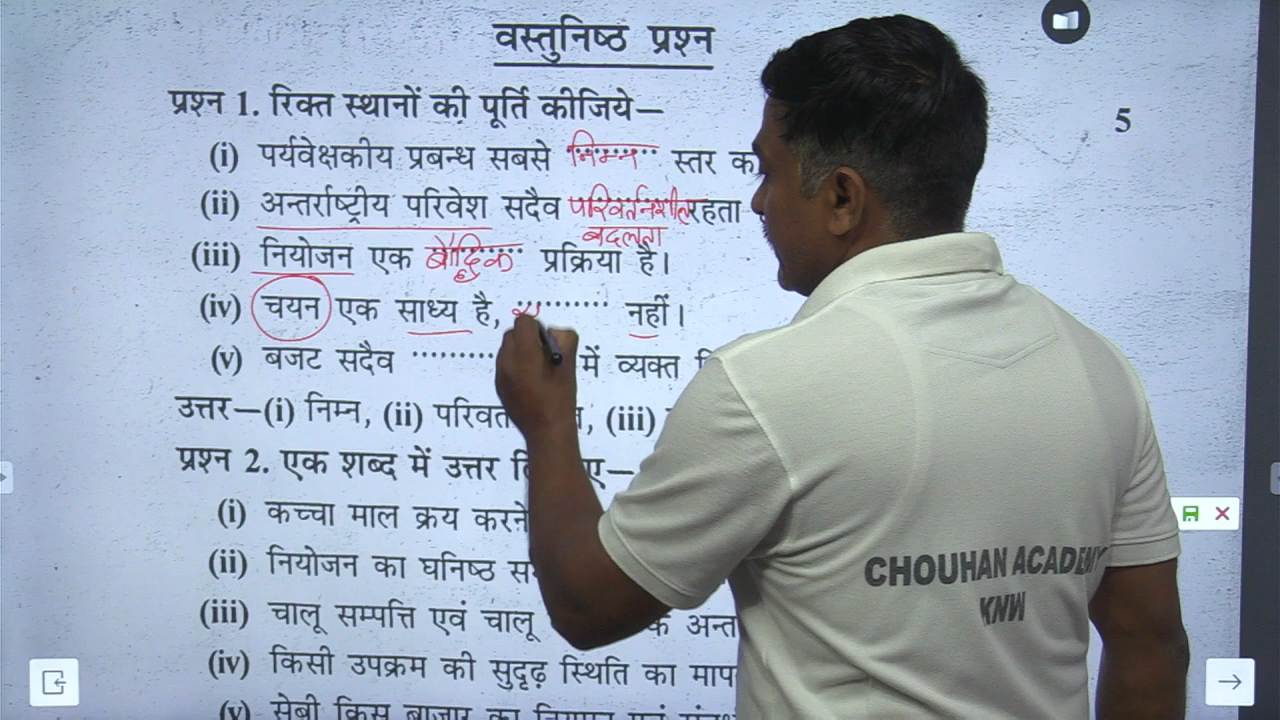 वस्तुनिष्ठ प्रश्न
प्रश्न 1. रिक्त स्थानों की पूर्ति कीजिये– 5
(i) पर्यवेक्षकीय प्रबन्ध सबसे निम्न स्तर
(ii) अन्तर्राष्ट्रीय परिवेश सदैव परिवर्तनशील रहता
बदलता
(iii) नियोजन एक बौद्धिक प्रक्रिया है।
(iv) चयन एक साध्य है, .......... नहीं।
(v) बजट सदैव ......... में व्यक्त
उत्तर–(i) निम्न, (ii) (iii)
प्रश्न 2. एक शब्द में उत्तर
(i) कच्चा माल क्रय करने
(ii) नियोजन का घनिष्ठ
(iii) चालू सम्पत्ति एवं चालू
(iv) किसी उपक्रम की सुदृढ़ स्थिति का
(v) सेबी किस बाजार का
CHOUHAN ACADEMY
KNW